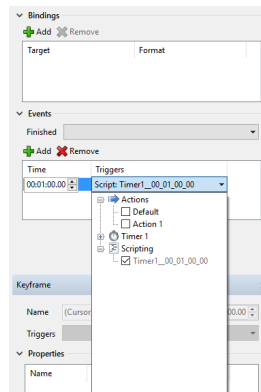 Bindings
Add Remove
Target Format
Events
Finished
Add Remove
Time Triggers
00:01:00.00 Script: Timer1__00_01_00_00
Actions
Default
Action 1
Timer 1
Scripting
Timer1__00_01_00_00
Keyframe
Name (Cursor 00.00
Triggers
Properties
Name